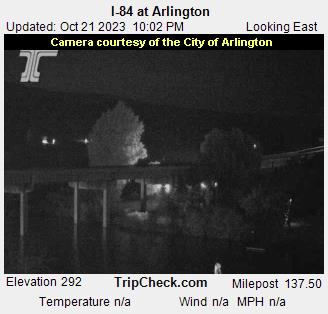 I-84 at Arlington
Updated: Oct 21 2023 10:02 PM Looking East
Camera courtesy of the City of Arlington
Elevation 292 TripCheck.com Milepost 137.50
Temperature n/a Wind n/a MPH n/a